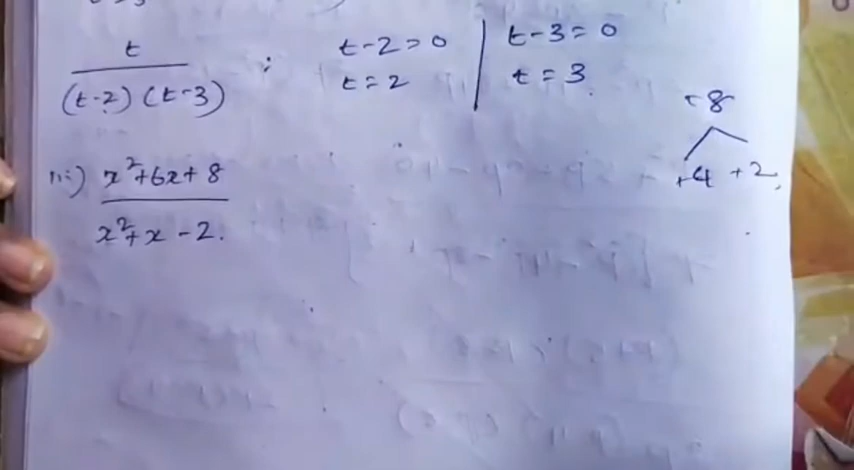 t
(t-2) (t-3) ; t-2=0 | t-3=0
t=2 | t=3
+8
+4 +2
iii) x²+6x+8
x²+x-2.